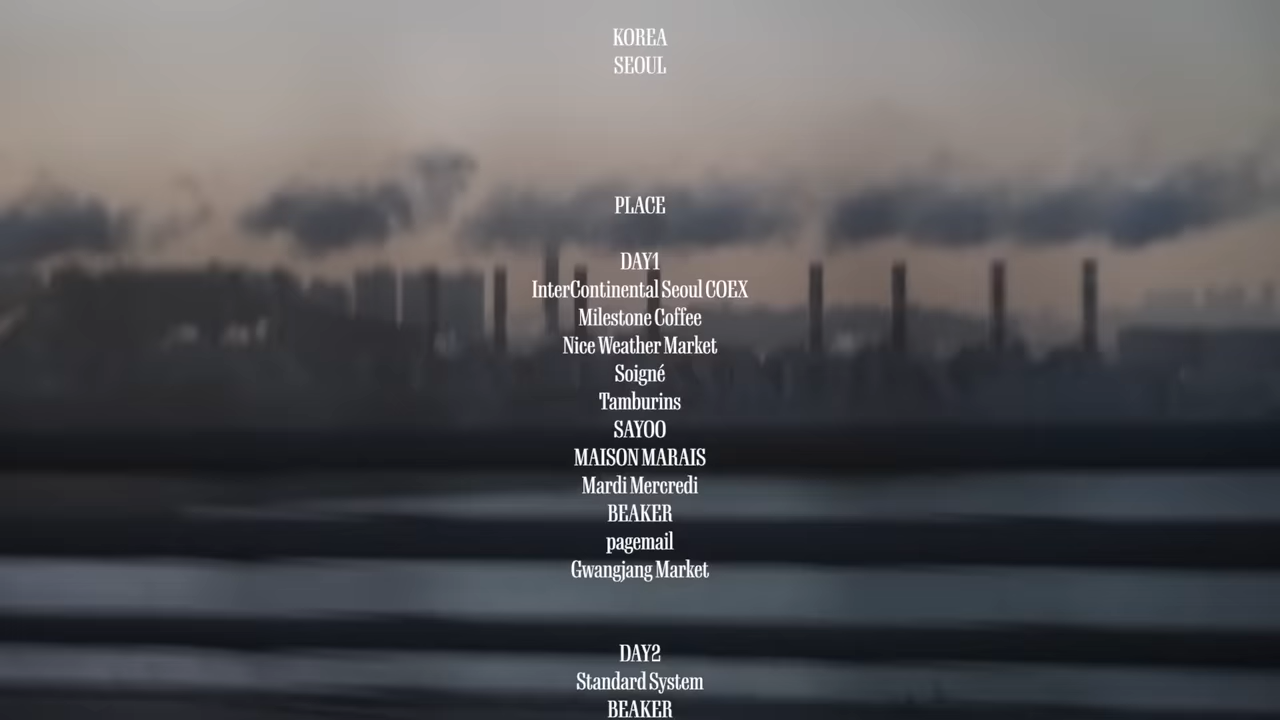 KOREA
SEOUL
PLACE
DAY1
InterContinental Seoul COEX
Milestone Coffee
Nice Weather Market
Soigné
Tamburins
SAYOO
MAISON MARAIS
Mardi Mercredi
BEAKER
pagemail
Gwangjang Market
DAY2
Standard System
BEAKER